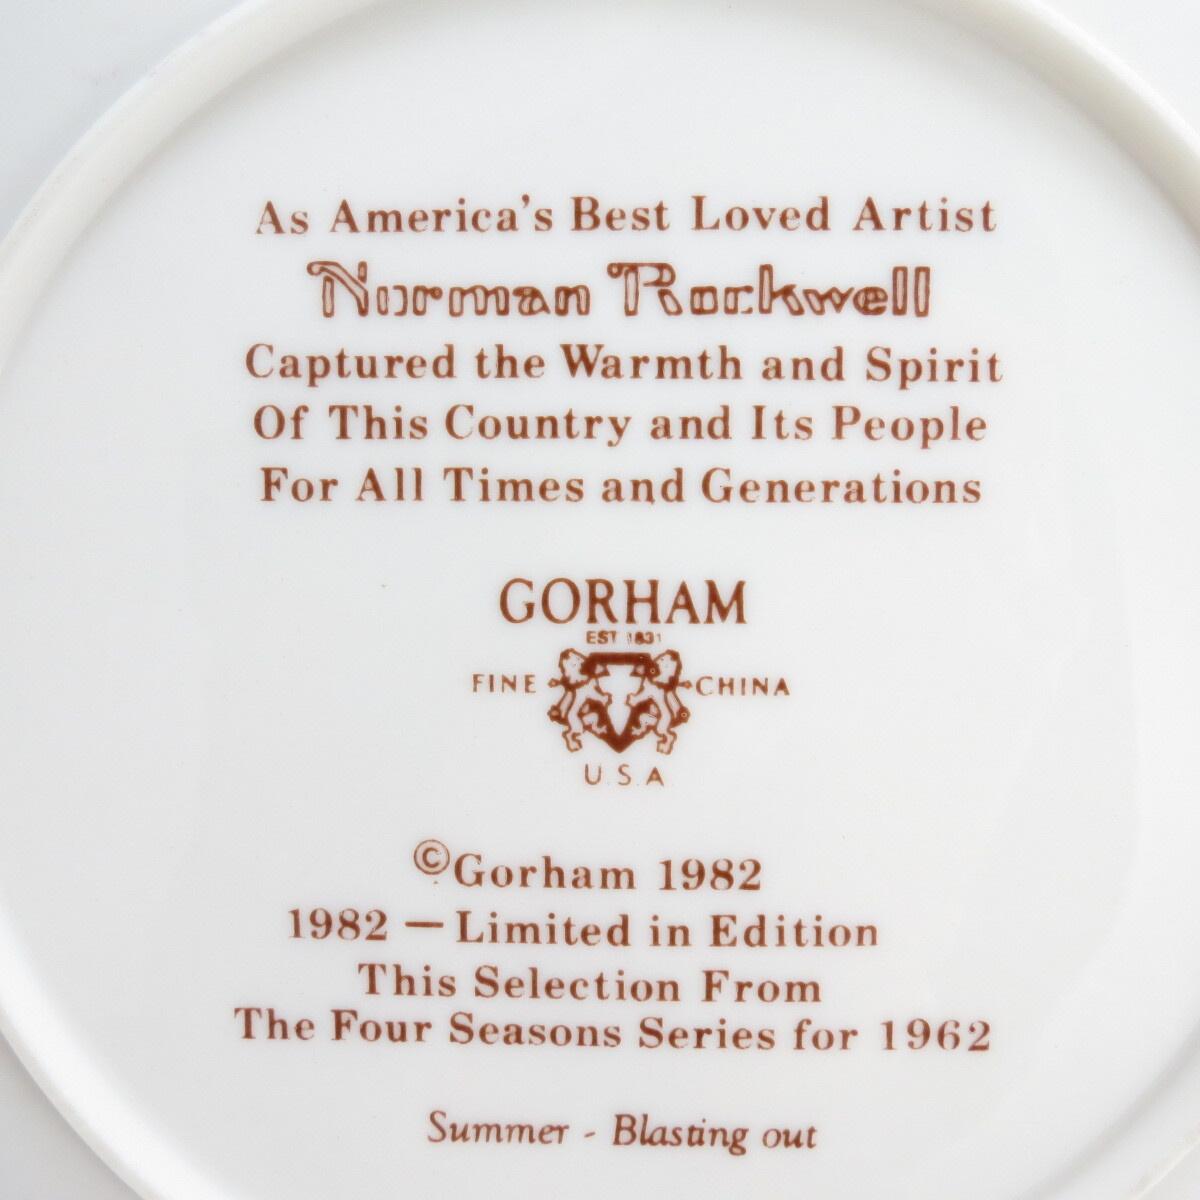 As America's Best Loved Artist
Norman Rockwell
Captured the Warmth and Spirit
Of This Country and Its People
For All Times and Generations
GORHAM
EST 1831
FINE CHINA
U.S.A
©Gorham 1982
1982 — Limited in Edition
This Selection From
The Four Seasons Series for 1962
Summer - Blasting out